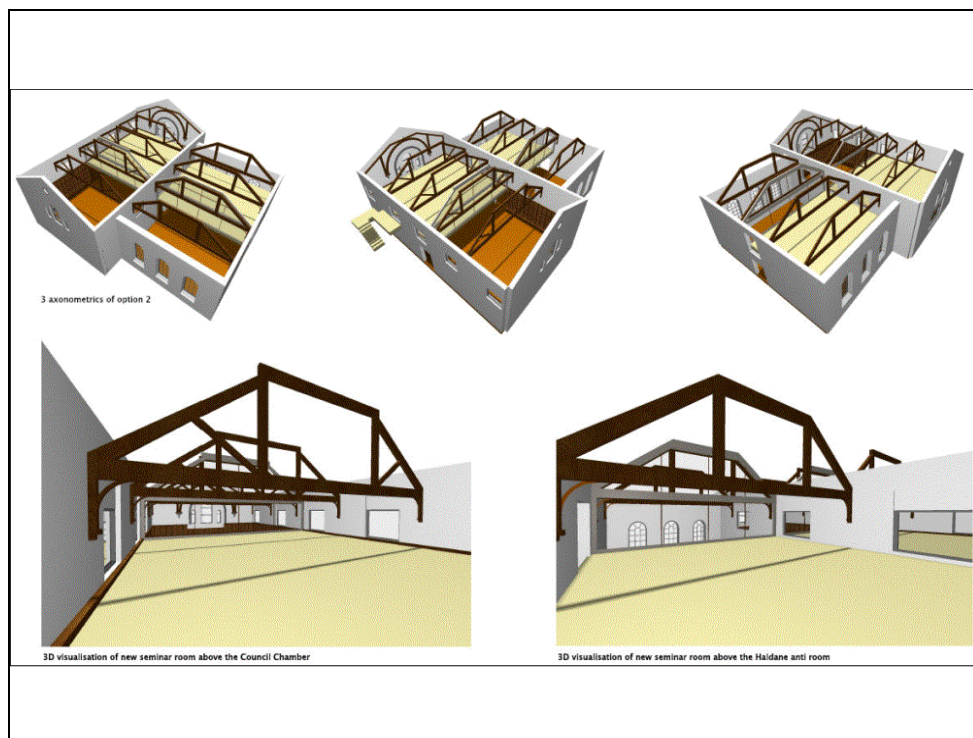 3 axonometrics of option 2
3D visualisation of new seminar room above the Council Chamber
3D visualisation of new seminar room above the Haldane anti room